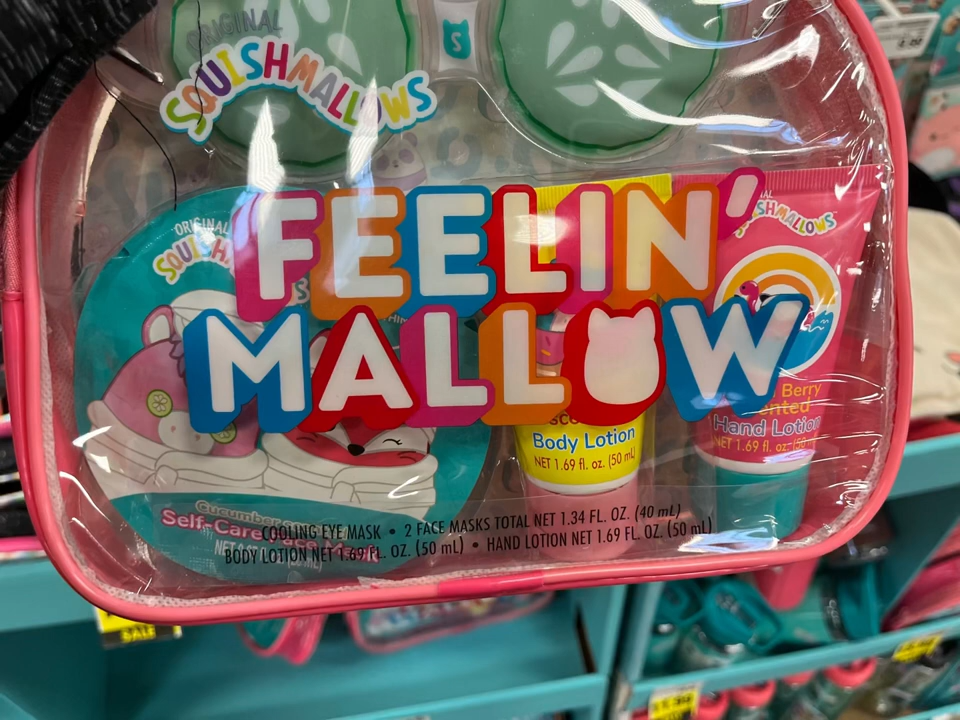 ORIGINAL
SQUISHMALLOWS
S
FEELIN'
MALLOW
ORIGINAL
SQUISH
SHMALLOWS
Berry
Hand Lotion
NET 1.69 fl. oz. (50 mL)
Body Lotion
NET 1.69 fl. oz. (50 mL)
Cucumber
Self-Care
NET
COOLING EYE MASK • 2 FACE MASKS TOTAL NET 1.34 FL. OZ. (40 mL)
BODY LOTION NET 1.69 FL. OZ. (50 mL) • HAND LOTION NET 1.69 FL. OZ. (50 mL)
SALE